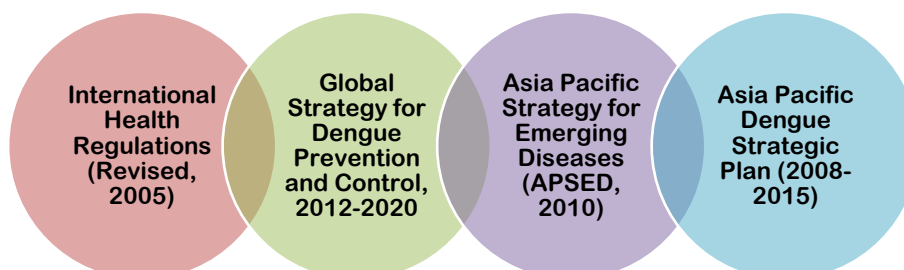 International
Health
Regulations
(Revised,
2005)
Global
Strategy for
Dengue
Prevention
and Control,
2012-2020
Asia Pacific
Strategy for
Emerging
Diseases
(APSED,
2010)
Asia Pacific
Dengue
Strategic
Plan (2008-
2015)